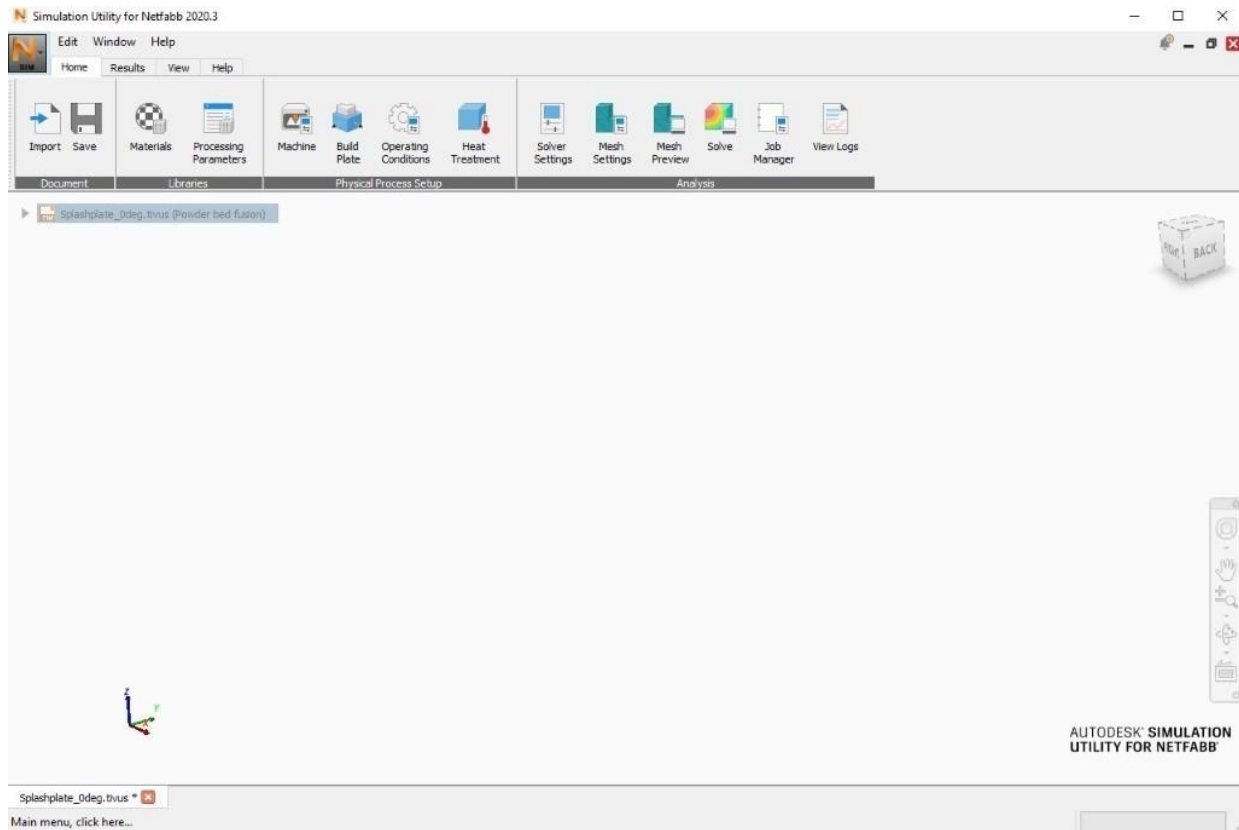 Simulation Utility for Netfabb 2020.3
Edit Window Help
SIM
Home Results View Help
Import Save Materials Processing Parameters Machine Build Plate Operating Conditions Heat Treatment Solver Settings Mesh Settings Mesh Preview Solve Job Manager View Logs
Document Libraries Physical Process Setup Analysis
Splashplate_0deg.tivus (Powder bed fusion)
BACK
Z
Y
X
AUTODESK' SIMULATION
UTILITY FOR NETFABB'
Splashplate_0deg.tivus *
Main menu, click here...